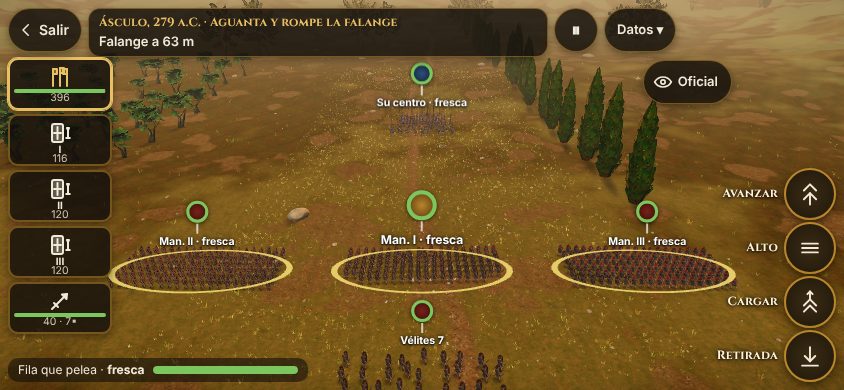 Salir
ÁSCULO, 279 A.C. · AGUANTA Y ROMPE LA FALANGE
Falange a 63 m
Datos ▾
Oficial
396
I
116
II
120
III
120
40 · 7
Su centro · fresca
Man. II · fresca
Man. I · fresca
Man. III · fresca
Vélites 7
AVANZAR
ALTO
CARGAR
RETIRADA
Fila que pelea · fresca